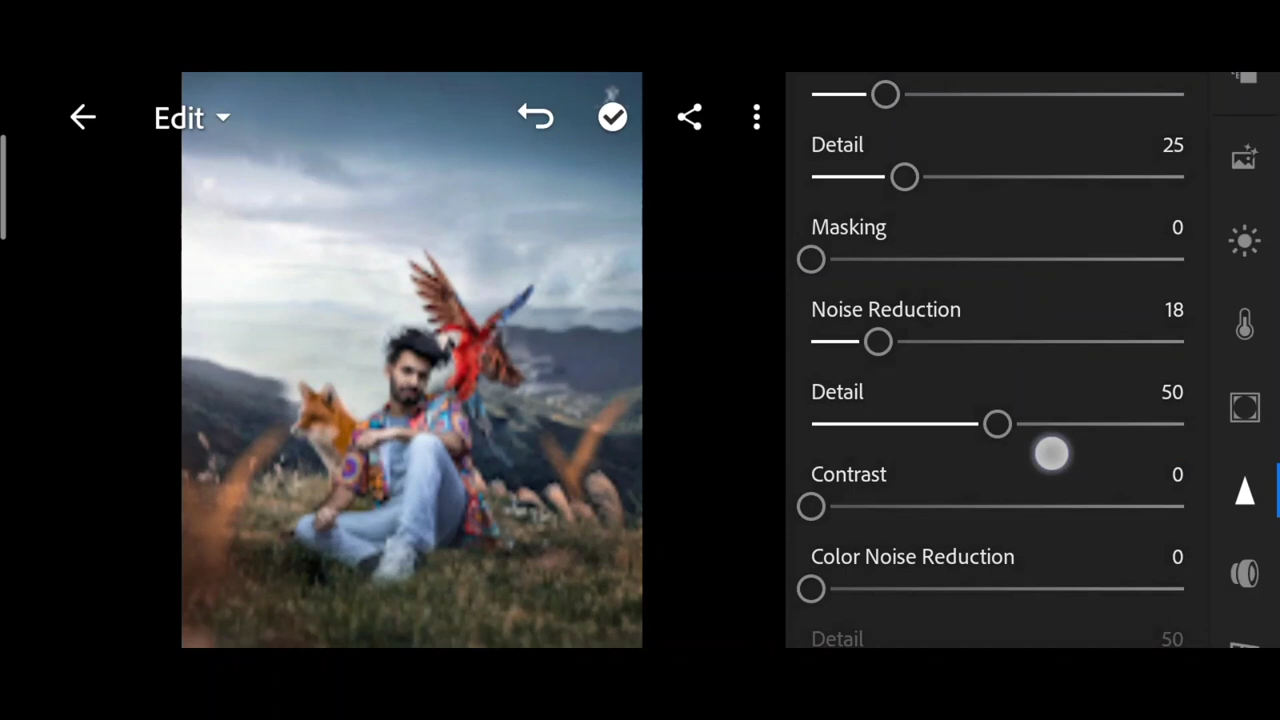 Edit
Detail 25
Masking 0
Noise Reduction 18
Detail 50
Contrast 0
Color Noise Reduction 0
Detail 50